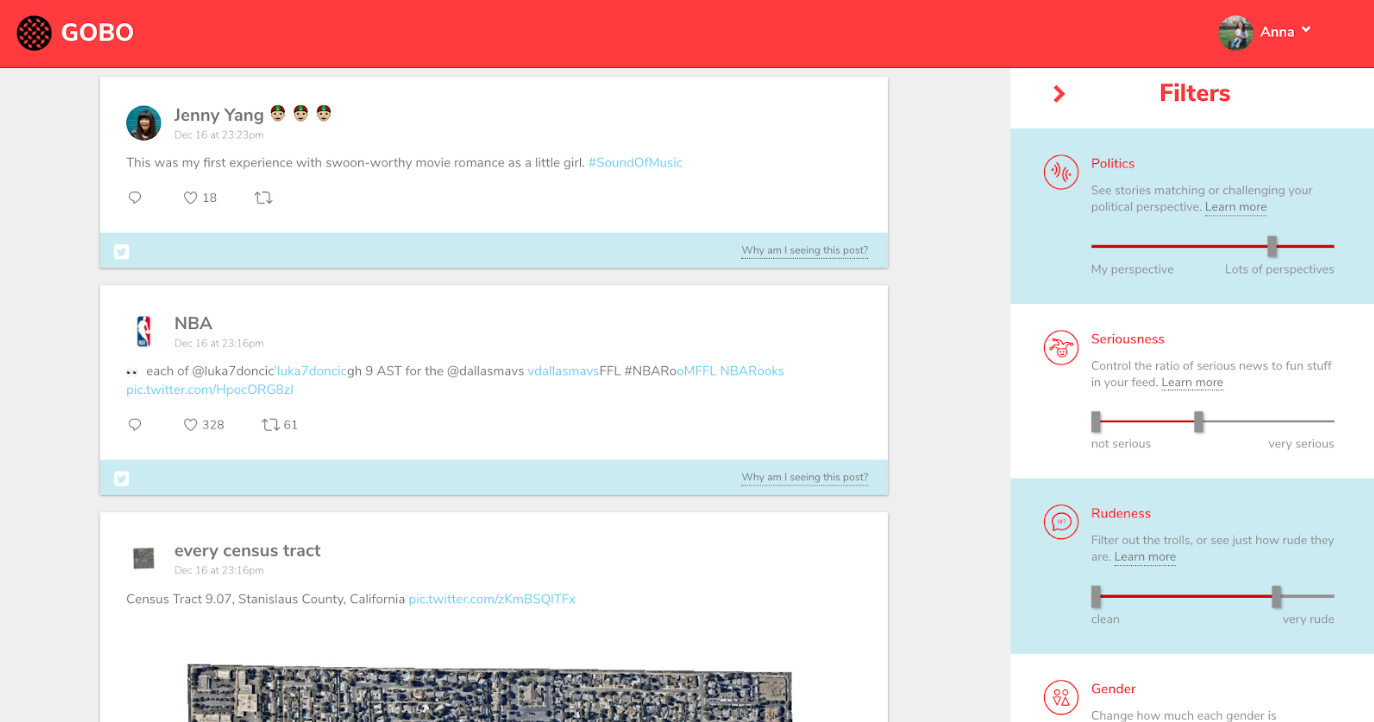 GOBO
Anna
Jenny Yang
Dec 16 at 23:23pm
This was my first experience with swoon-worthy movie romance as a little girl. #SoundOfMusic
18
Why am I seeing this post?
NBA
Dec 16 at 23:16pm
👀 each of @luka7doncic'luka7doncicgh 9 AST for the @dallasmavs vdallasmavsFFL #NBARooMFFL NBARooks
pic.twitter.com/HpocORG8zI
328 61
Why am I seeing this post?
every census tract
Dec 16 at 23:16pm
Census Tract 9.07, Stanislaus County, California pic.twitter.com/zKmBSQlTFx
Filters
Politics
See stories matching or challenging your
political perspective. Learn more
My perspective Lots of perspectives
Seriousness
Control the ratio of serious news to fun stuff
in your feed. Learn more
not serious very serious
Rudeness
Filter out the trolls, or see just how rude they
are. Learn more
clean very rude
Gender
Change how much each gender is